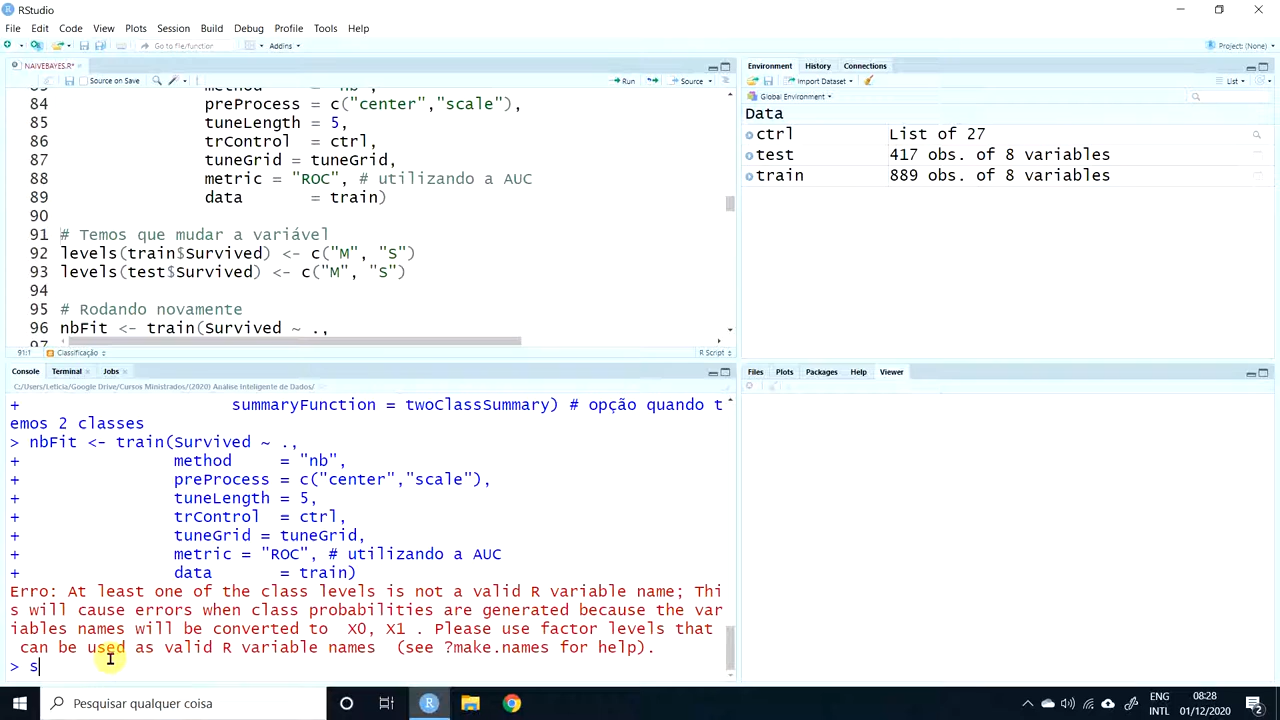 RStudio
File Edit Code View Plots Session Build Debug Profile Tools Help
Go to file/function Addins Project: (None)
NAIVEBAYES.R*
Source on Save Run Source
83 method = "nb",
84 preProcess = c("center","scale"),
85 tuneLength = 5,
86 trControl = ctrl,
87 tuneGrid = tuneGrid,
88 metric = "ROC", # utilizando a AUC
89 data = train)
90
91 # Temos que mudar a variável
92 levels(train$Survived) <- c("M", "S")
93 levels(test$Survived) <- c("M", "S")
94
95 # Rodando novamente
96 nbFit <- train(Survived ~ .,
97
91:1 Classificação R Script
Console Terminal Jobs
C:/Users/Leticia/Google Drive/Cursos Ministrados/(2020) Análise Inteligente de Dados/
+ summaryFunction = twoClassSummary) # opção quando t
emos 2 classes
> nbFit <- train(Survived ~ .,
+ method = "nb",
+ preProcess = c("center","scale"),
+ tuneLength = 5,
+ trControl = ctrl,
+ tuneGrid = tuneGrid,
+ metric = "ROC", # utilizando a AUC
+ data = train)
Erro: At least one of the class levels is not a valid R variable name; Thi
s will cause errors when class probabilities are generated because the var
iables names will be converted to X0, X1 . Please use factor levels that
can be used as valid R variable names (see ?make.names for help).
> s
Environment History Connections
Import Dataset List
Global Environment
Data
ctrl List of 27
test 417 obs. of 8 variables
train 889 obs. of 8 variables
Files Plots Packages Help Viewer
Pesquisar qualquer coisa
ENG
INTL
08:28
01/12/2020
2